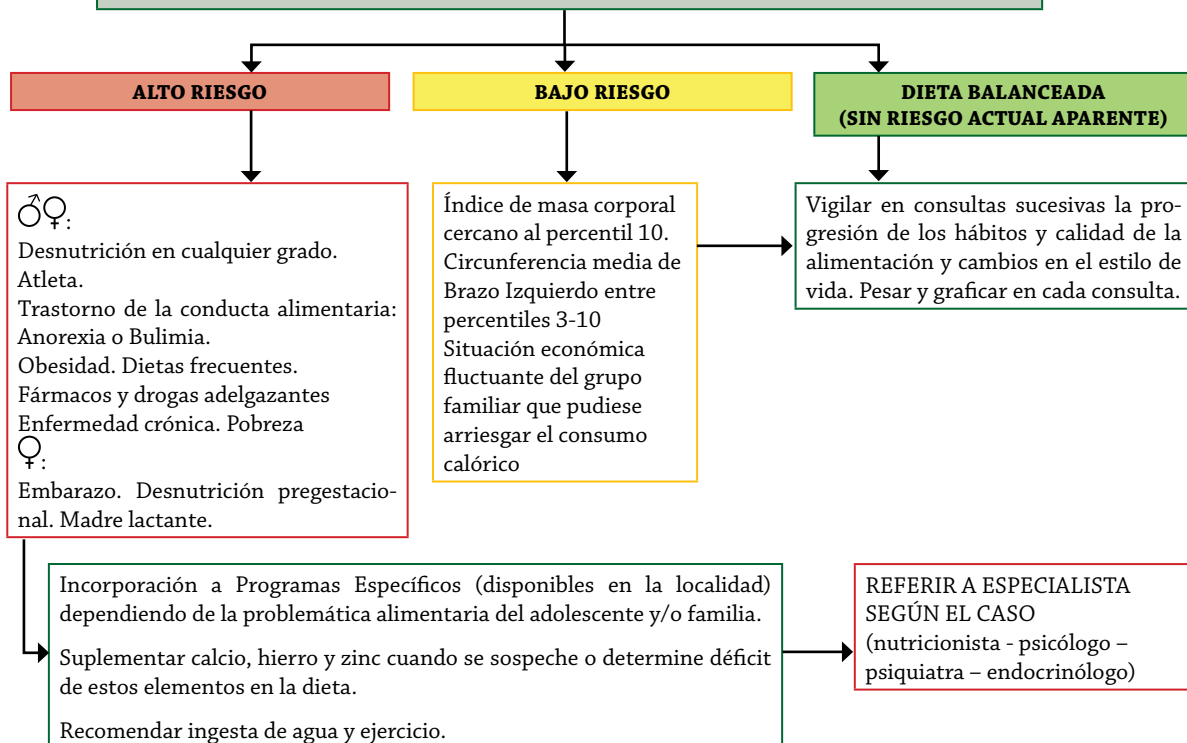 ALTO RIESGO
BAJO RIESGO
DIETA BALANCEADA
(SIN RIESGO ACTUAL APARENTE)
♂♀:
Desnutrición en cualquier grado.
Atleta.
Trastorno de la conducta alimentaria:
Anorexia o Bulimia.
Obesidad. Dietas frecuentes.
Fármacos y drogas adelgazantes
Enfermedad crónica. Pobreza
♀:
Embarazo. Desnutrición pregestacio-
nal. Madre lactante.
Índice de masa corporal
cercano al percentil 10.
Circunferencia media de
Brazo Izquierdo entre
percentiles 3-10
Situación económica
fluctuante del grupo
familiar que pudiese
arriesgar el consumo
calórico
Vigilar en consultas sucesivas la pro-
gresión de los hábitos y calidad de la
alimentación y cambios en el estilo de
vida. Pesar y graficar en cada consulta.
Incorporación a Programas Específicos (disponibles en la localidad)
dependiendo de la problemática alimentaria del adolescente y/o familia.
Suplementar calcio, hierro y zinc cuando se sospeche o determine déficit
de estos elementos en la dieta.
Recomendar ingesta de agua y ejercicio.
REFERIR A ESPECIALISTA
SEGÚN EL CASO
(nutricionista - psicólogo –
psiquiatra – endocrinólogo)